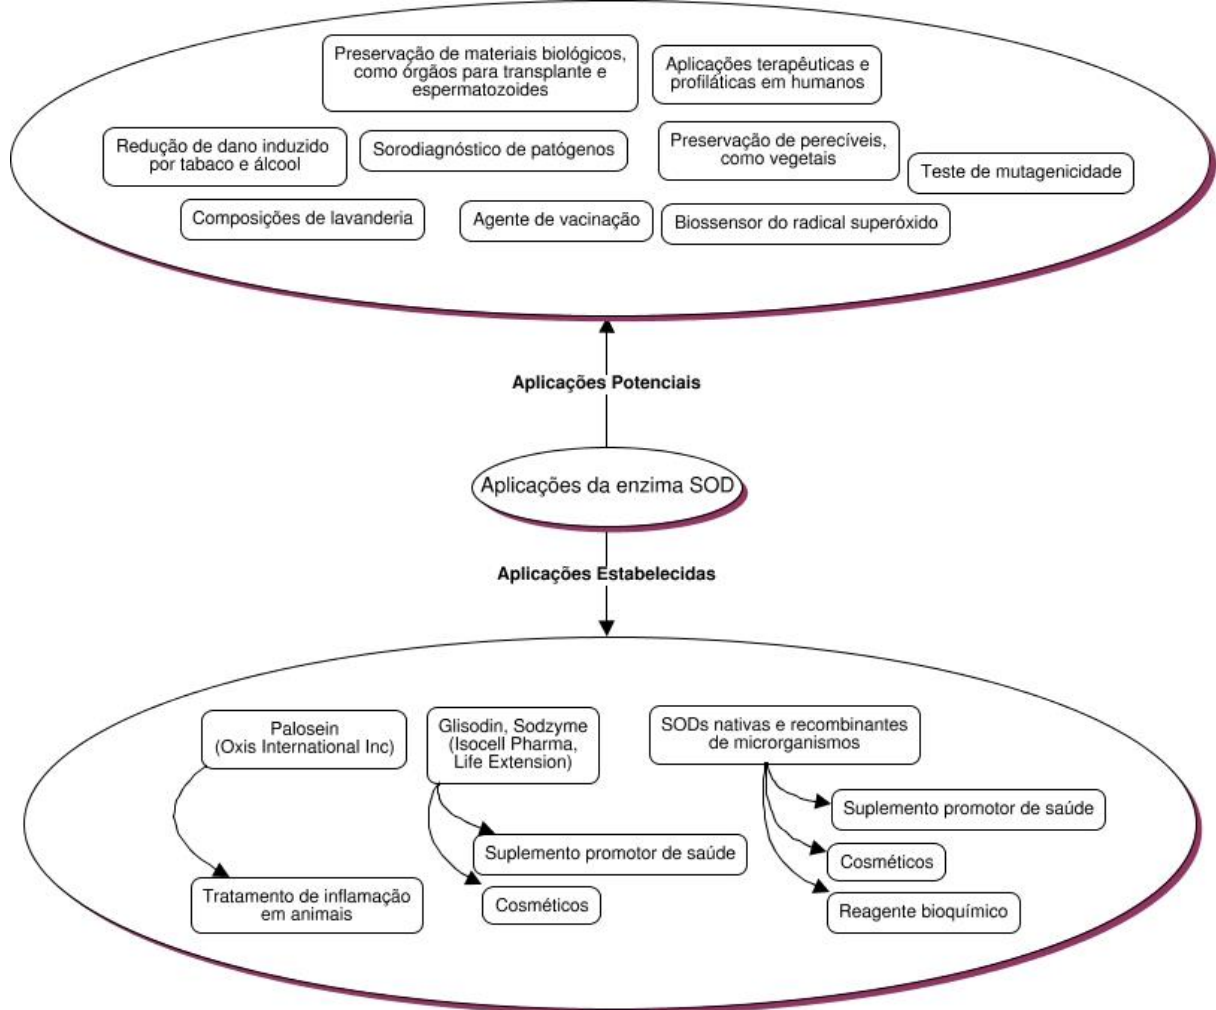 Preservação de materiais biológicos,
como órgãos para transplante e
espermatozoides
Aplicações terapêuticas e
profiláticas em humanos
Redução de dano induzido
por tabaco e álcool
Sorodiagnóstico de patógenos
Preservação de perecíveis,
como vegetais
Teste de mutagenicidade
Composições de lavanderia
Agente de vacinação
Biossensor do radical superóxido
Aplicações Potenciais
Aplicações da enzima SOD
Aplicações Estabelecidas
Palosein
(Oxis International Inc)
Glisodin, Sodzyme
(Isocell Pharma,
Life Extension)
SODs nativas e recombinantes
de microrganismos
Suplemento promotor de saúde
Suplemento promotor de saúde
Cosméticos
Tratamento de inflamação
em animais
Cosméticos
Reagente bioquímico